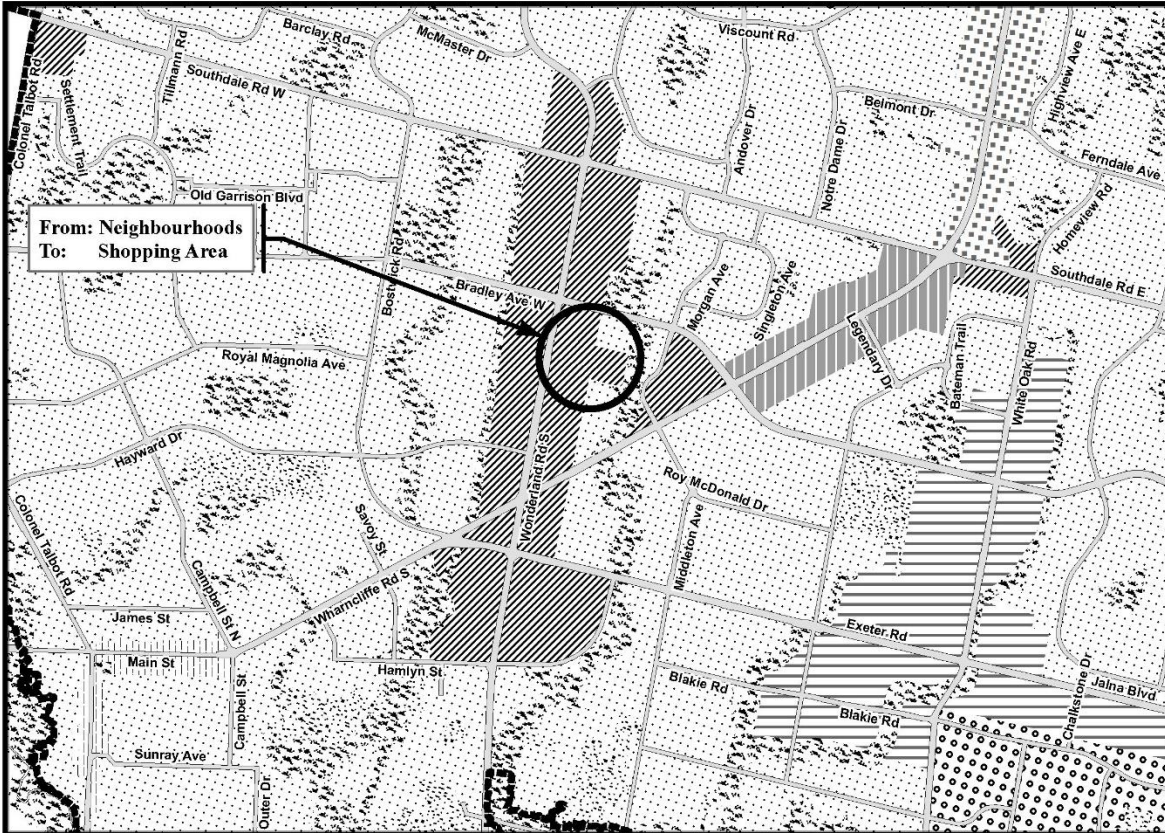 Barclay Rd
McMaster Dr
Viscount Rd
Highview Ave E
Tillmann Rd
Southdale Rd W
Colonel Talbot Rd
Settlement Trail
Belmont Dr
Andover Dr
Notre Dame Dr
Ferndale Ave
Old Garrison Blvd
Homeview Rd
From: Neighbourhoods
To: Shopping Area
Bostwick Rd
Bradley Ave W
Morgan Ave
Singleton Ave
Southdale Rd E
Legendary Dr
Royal Magnolia Ave
Bateman Trail
White Oak Rd
Hayward Dr
Wonderland Rd S
Roy McDonald Dr
Colonel Talbot Rd
Savoy St
Middleton Ave
Campbell St N
Wharncliffe Rd S
James St
Exeter Rd
Main St
Hamlyn St
Blakie Rd
Jalna Blvd
Campbell St
Blakie Rd
Chalkstone Dr
Sunray Ave
Outer Dr